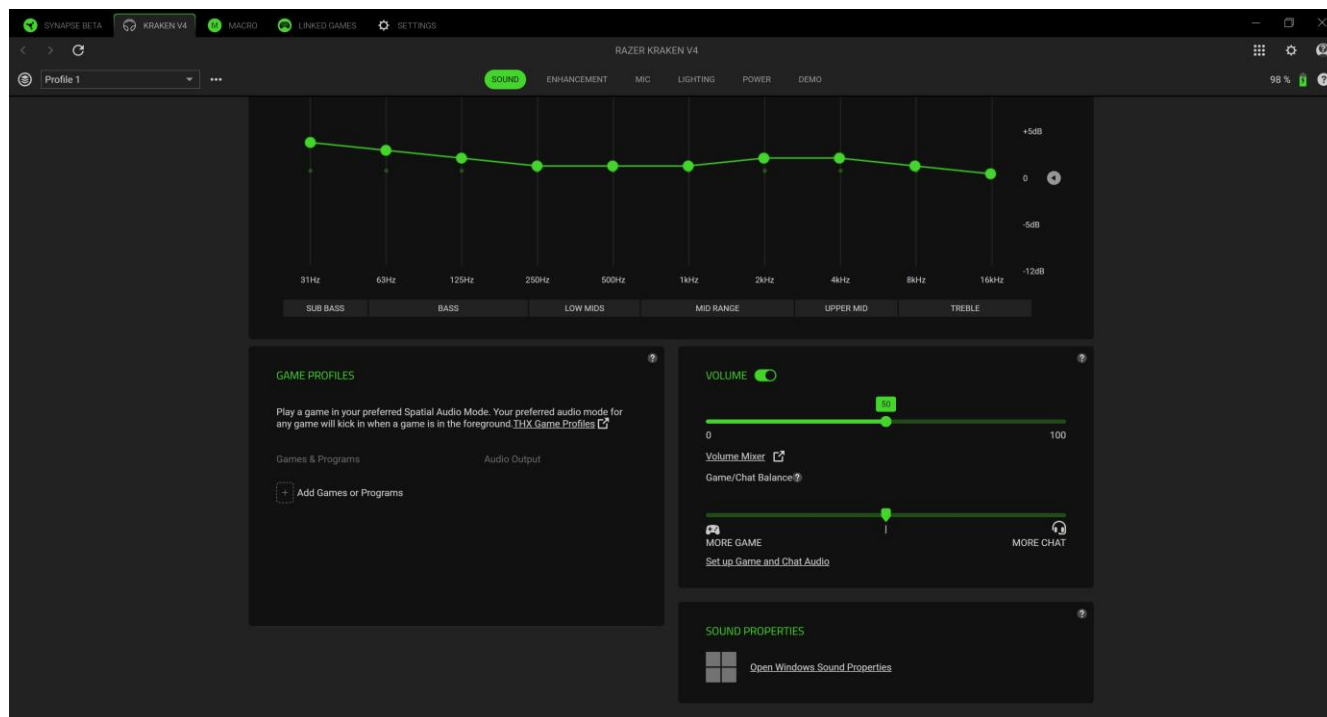 SYNAPSE BETA KRAKEN V4 MACRO LINKED GAMES SETTINGS
RAZER KRAKEN V4
Profile 1 SOUND ENHANCEMENT MIC LIGHTING POWER DEMO 98 %
+5dB
0
-5dB
-12dB
31Hz 63Hz 125Hz 250Hz 500Hz 1kHz 2kHz 4kHz 8kHz 16kHz
SUB BASS BASS LOW MIDS MID RANGE UPPER MID TREBLE
GAME PROFILES
Play a game in your preferred Spatial Audio Mode. Your preferred audio mode for
any game will kick in when a game is in the foreground.THX Game Profiles
Games & Programs Audio Output
+ Add Games or Programs
VOLUME
50
0 100
Volume Mixer
Game/Chat Balance
MORE GAME MORE CHAT
Set up Game and Chat Audio
SOUND PROPERTIES
Open Windows Sound Properties